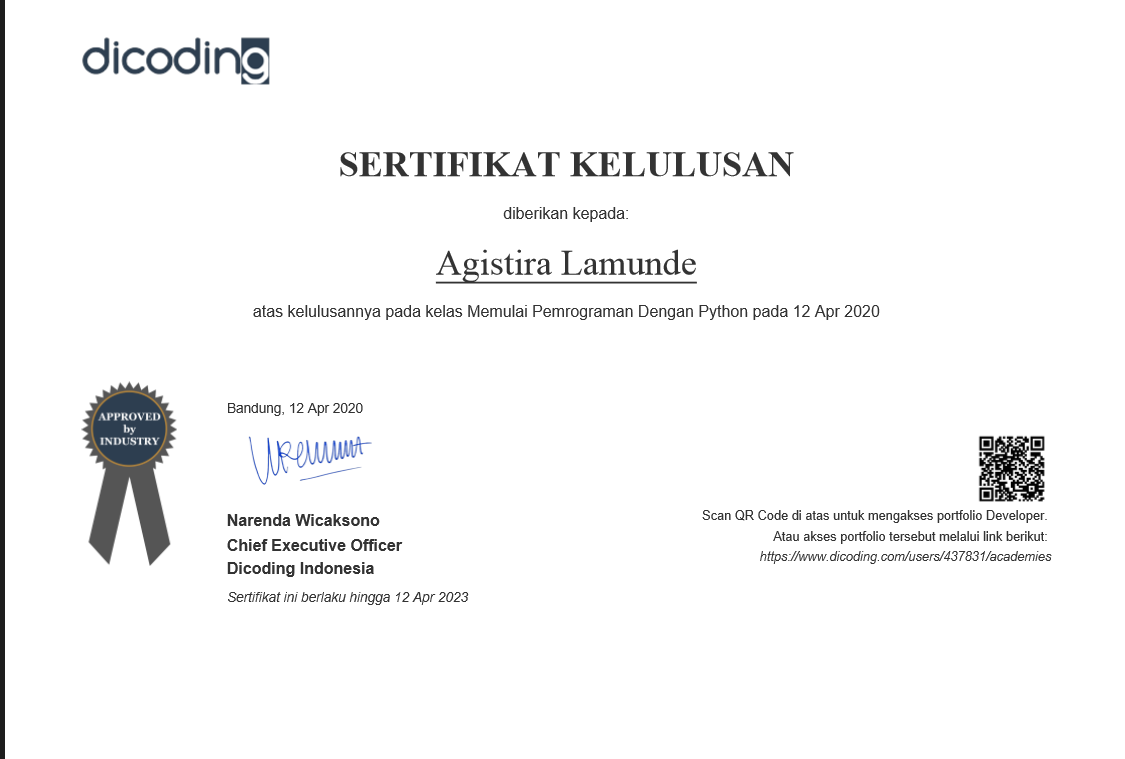 dicoding
SERTIFIKAT KELULUSAN
diberikan kepada:
Agistira Lamunde
atas kelulusannya pada kelas Memulai Pemrograman Dengan Python pada 12 Apr 2020
APPROVED
by
INDUSTRY
Bandung, 12 Apr 2020
Narenda Wicaksono
Chief Executive Officer
Dicoding Indonesia
Sertifikat ini berlaku hingga 12 Apr 2023
Scan QR Code di atas untuk mengakses portfolio Developer.
Atau akses portfolio tersebut melalui link berikut:
https://www.dicoding.com/users/437831/academies